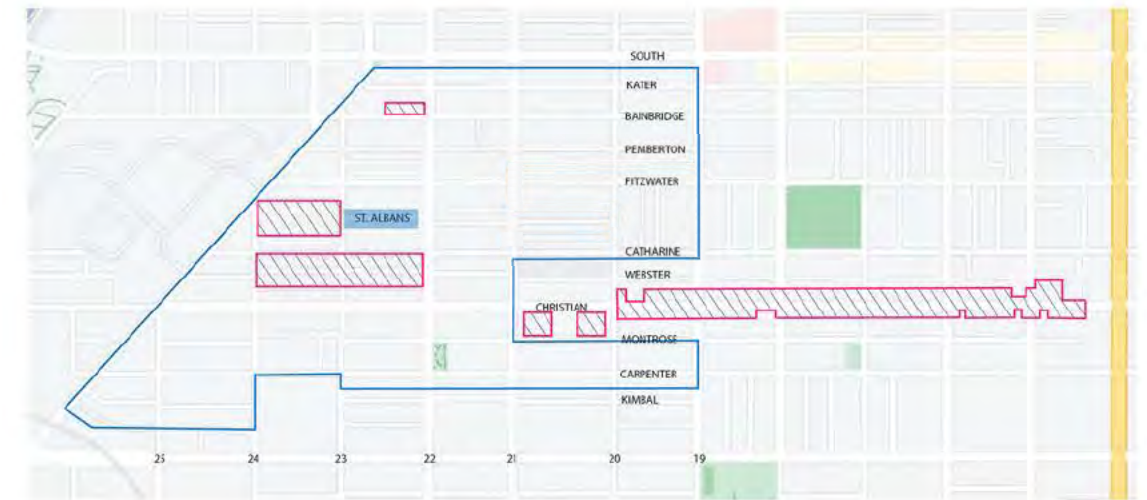 SOUTH
KATER
BAINBRIDGE
PEMBERTON
FITZWATER
ST. ALBANS
CATHARINE
WEBSTER
CHRISTIAN
MONTROSE
CARPENTER
KIMBAL
25 24 23 22 21 20 19